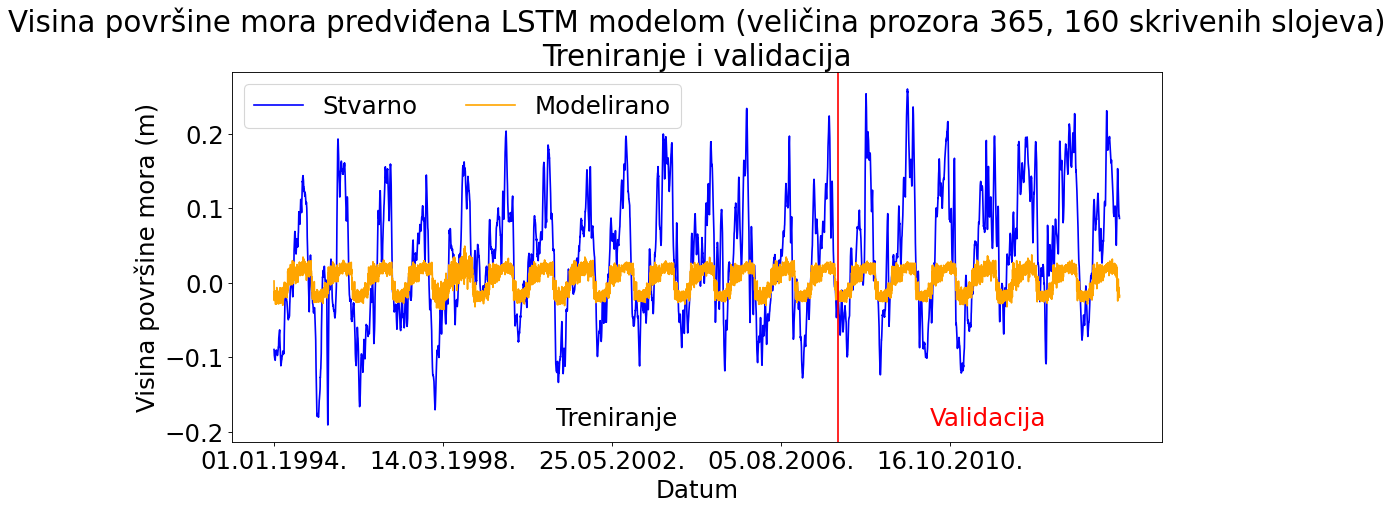 Visina površine mora predviđena LSTM modelom (veličina prozora 365, 160 skrivenih slojeva)
Treniranje i validacija
Stvarno
Modelirano
Visina površine mora (m)
0.2
0.1
0.0
−0.1
−0.2
Treniranje
Validacija
01.01.1994.
14.03.1998.
25.05.2002.
05.08.2006.
16.10.2010.
Datum